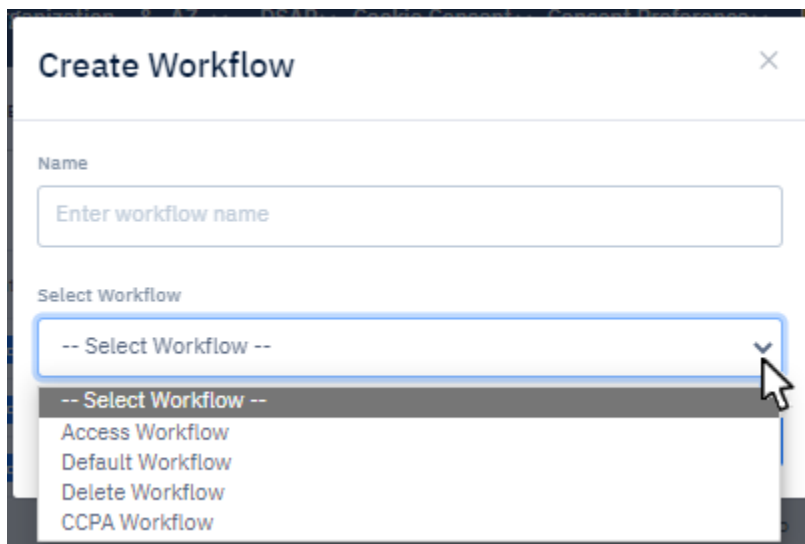 Create Workflow
Name
Enter workflow name
Select Workflow
-- Select Workflow --
-- Select Workflow --
Access Workflow
Default Workflow
Delete Workflow
CCPA Workflow